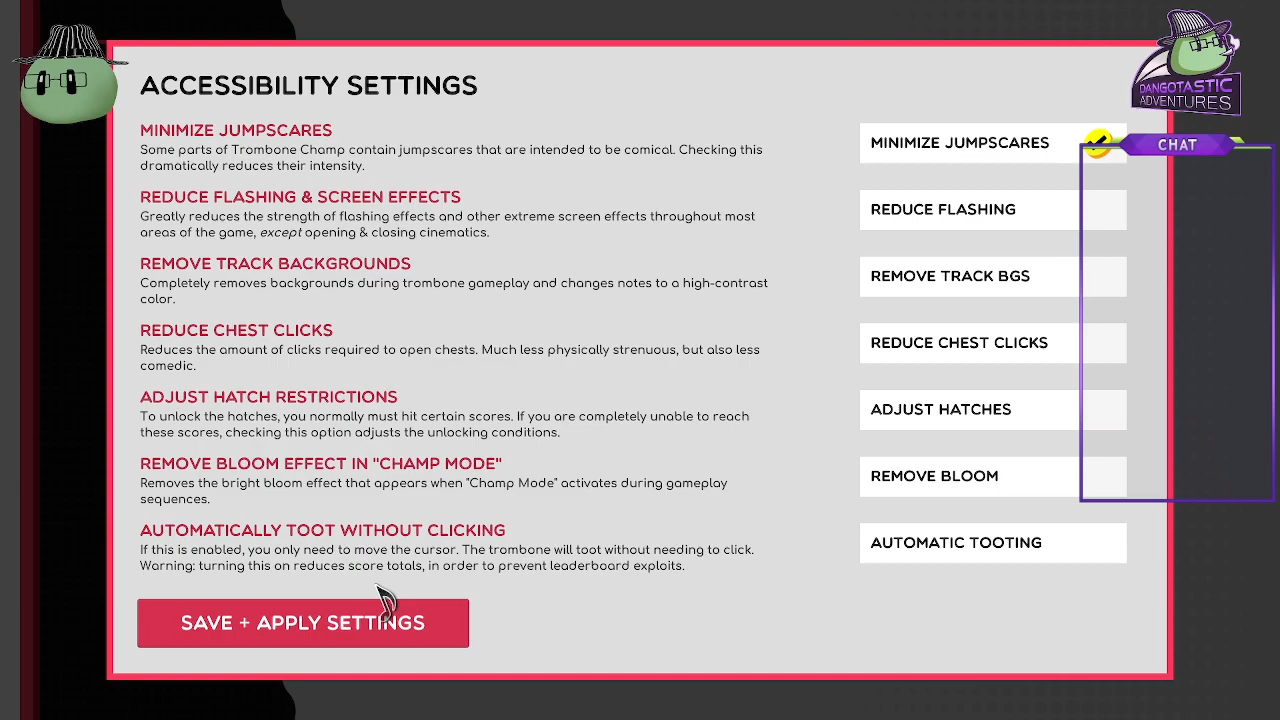 ACCESSIBILITY SETTINGS
MINIMIZE JUMPSCARES
Some parts of Trombone Champ contain jumpscares that are intended to be comical. Checking this
dramatically reduces their intensity.
MINIMIZE JUMPSCARES
REDUCE FLASHING & SCREEN EFFECTS
Greatly reduces the strength of flashing effects and other extreme screen effects throughout most
areas of the game, except opening & closing cinematics.
REDUCE FLASHING
REMOVE TRACK BACKGROUNDS
Completely removes backgrounds during trombone gameplay and changes notes to a high-contrast
color.
REMOVE TRACK BGS
REDUCE CHEST CLICKS
Reduces the amount of clicks required to open chests. Much less physically strenuous, but also less
comedic.
REDUCE CHEST CLICKS
ADJUST HATCH RESTRICTIONS
To unlock the hatches, you normally must hit certain scores. If you are completely unable to reach
these scores, checking this option adjusts the unlocking conditions.
ADJUST HATCHES
REMOVE BLOOM EFFECT IN "CHAMP MODE"
Removes the bright bloom effect that appears when "Champ Mode" activates during gameplay
sequences.
REMOVE BLOOM
AUTOMATICALLY TOOT WITHOUT CLICKING
If this is enabled, you only need to move the cursor. The trombone will toot without needing to click.
Warning: turning this on reduces score totals, in order to prevent leaderboard exploits.
AUTOMATIC TOOTING
SAVE + APPLY SETTINGS
DANGOTASTIC
ADVENTURES
CHAT